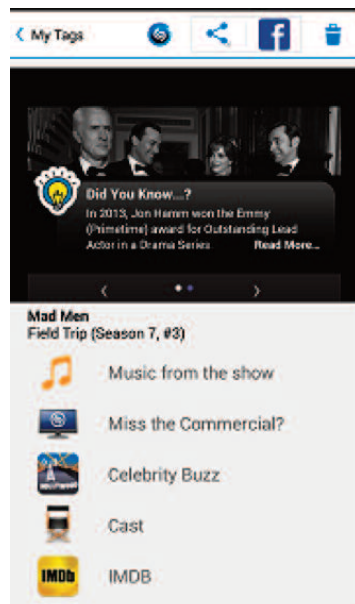 My Tags
Did You Know...?
In 2013, Jon Hamm won the Emmy
(Primetime) award for Outstanding Lead
Actor in a Drama Series Read More...
Mad Men
Field Trip (Season 7, #3)
Music from the show
Miss the Commercial?
Celebrity Buzz
Cast
IMDb IMDB